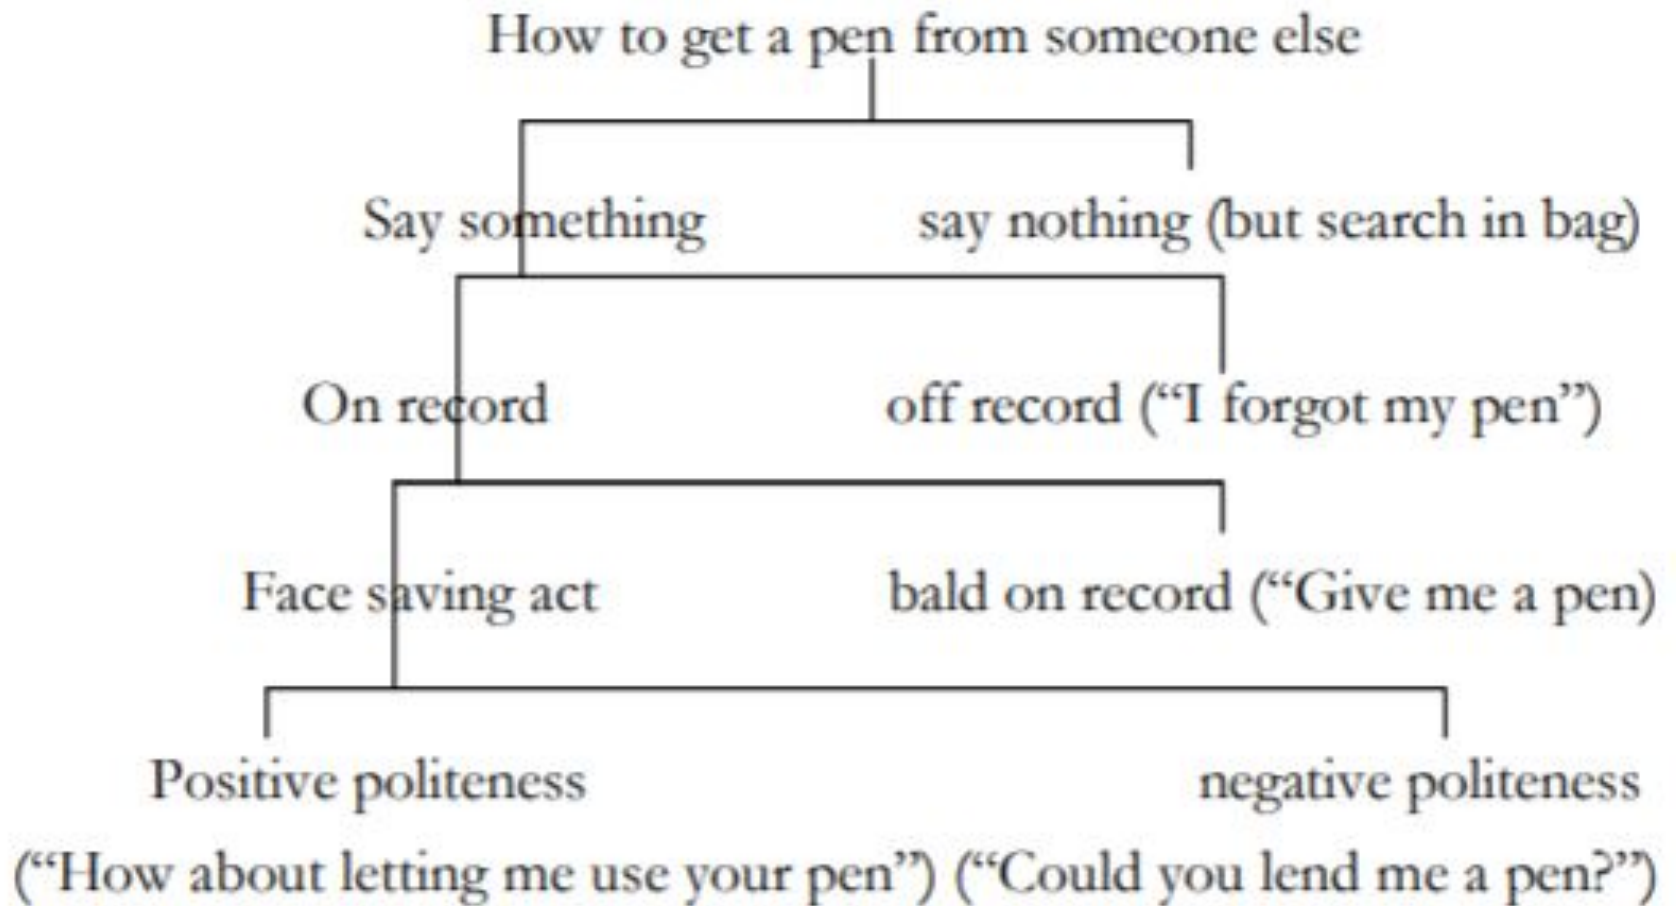 How to get a pen from someone else
Say something say nothing (but search in bag)
On record off record (“I forgot my pen”)
Face saving act bald on record (“Give me a pen)
Positive politeness negative politeness
(“How about letting me use your pen”) (“Could you lend me a pen?”)